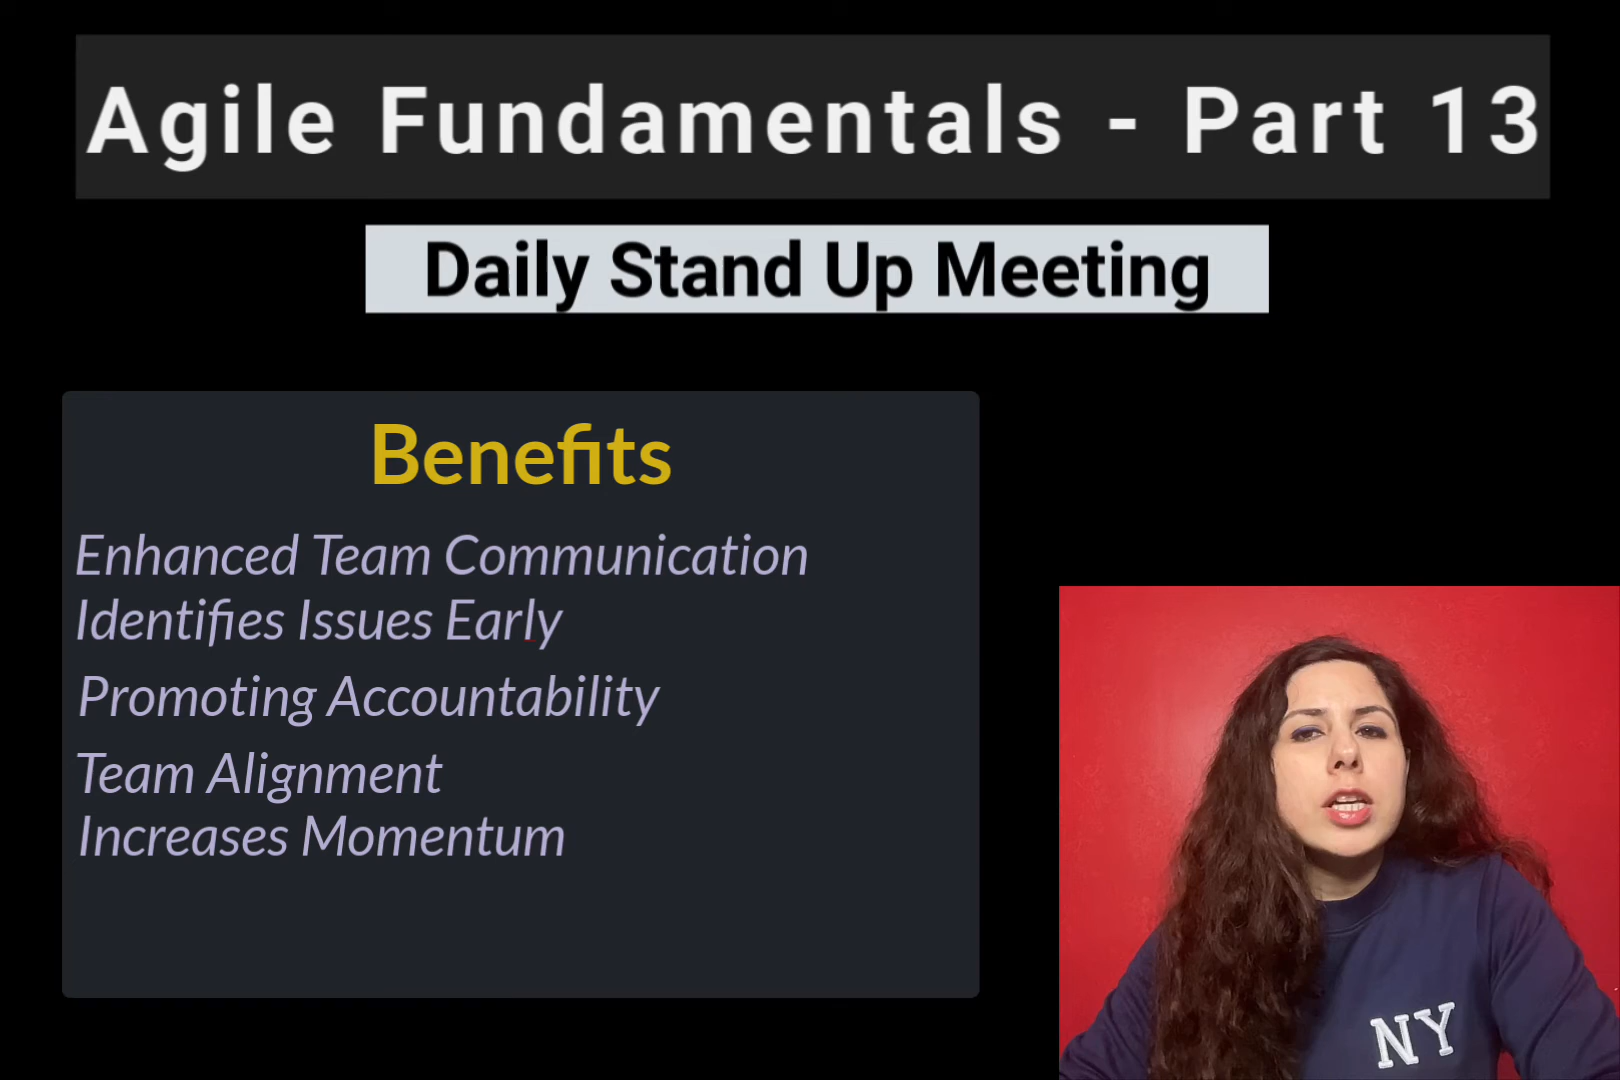 Agile Fundamentals - Part 13
Daily Stand Up Meeting
Benefits
Enhanced Team Communication
Identifies Issues Early
Promoting Accountability
Team Alignment
Increases Momentum
NY